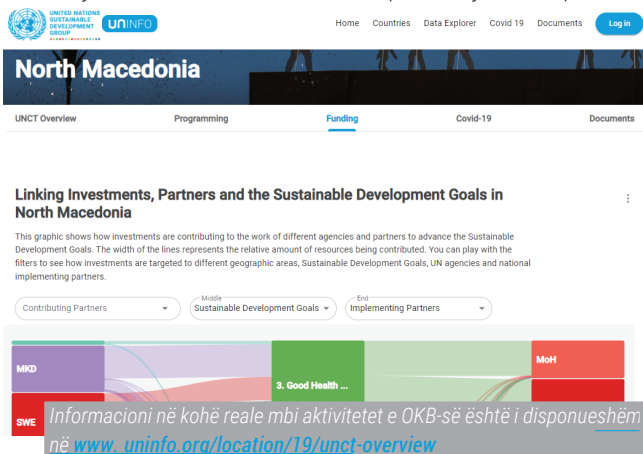 UNITED NATIONS
SUSTAINABLE
DEVELOPMENT
GROUP
UNINFO
Home Countries Data Explorer Covid 19 Documents Log in
North Macedonia
UNCT Overview Programming Funding Covid-19 Documents
Linking Investments, Partners and the Sustainable Development Goals in
North Macedonia
This graphic shows how investments are contributing to the work of different agencies and partners to advance the Sustainable
Development Goals. The width of the lines represents the relative amount of resources being contributed. You can play with the
filters to see how investments are targeted to different geographic areas, Sustainable Development Goals, UN agencies and national
implementing partners.
Middle End
Contributing Partners Sustainable Development Goals Implementing Partners
MKD
3. Good Health ...
MoH
SWE
Informacioni në kohë reale mbi aktivitetet e OKB-së është i disponueshëm
në www. uninfo.org/location/19/unct-overview